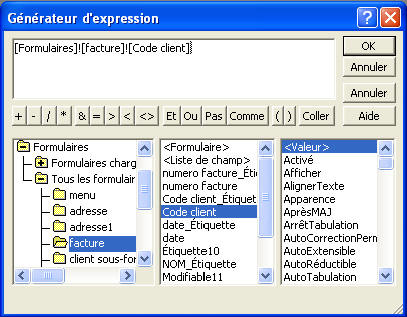 Générateur d'expression
[Formulaires]![facture]![Code client]
OK
Annuler
Annuler
+ - / * & = > < <> Et Ou Pas Comme ( ) Coller Aide
Formulaires
Formulaires charg
Tous les formulair
menu
adresse
adresse1
facture
client sous-for
<Formulaire>
<Liste de champ>
numero facture_Étic
numero facture
Code client_Étiquet
Code client
date_Étiquette
date
Étiquette10
NOM_Étiquette
Modifiable11
<Valeur>
Activé
Afficher
AlignerTexte
Apparence
AprèsMAJ
ArrêtTabulation
AutoCorrectionPerm
AutoExtensible
AutoRéductible
AutoTabulation